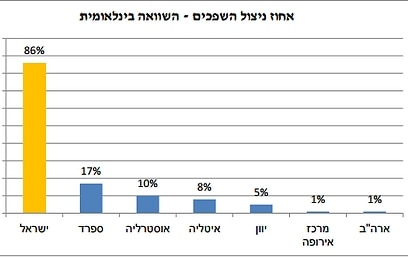 אחוז ניצול השפכים - השוואה בינלאומית
86%
17%
10%
8%
5%
1%
1%
ישראל
ספרד
אוסטרליה
איטליה
יוון
מרכז
אירופה
ארה"ב